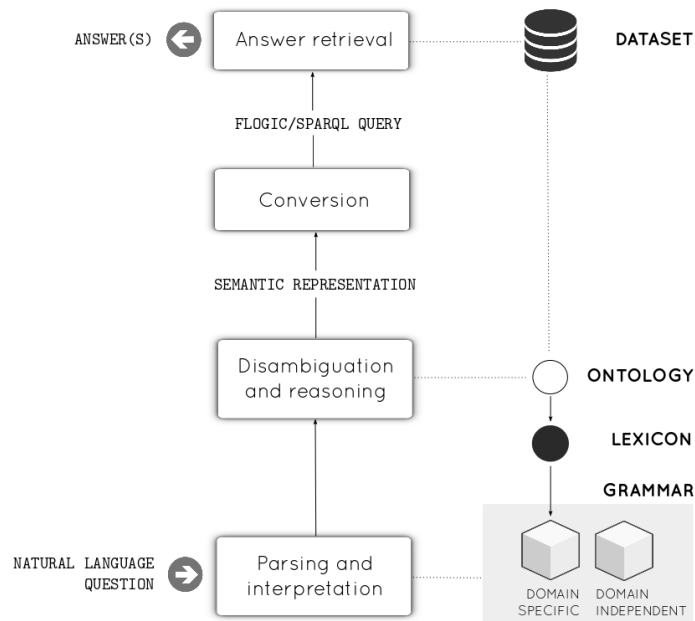 ANSWER(S)
Answer retrieval
DATASET
FLOGIC/SPARQL QUERY
Conversion
SEMANTIC REPRESENTATION
Disambiguation
and reasoning
ONTOLOGY
LEXICON
GRAMMAR
NATURAL LANGUAGE
QUESTION
Parsing and
interpretation
DOMAIN
SPECIFIC
DOMAIN
INDEPENDENT